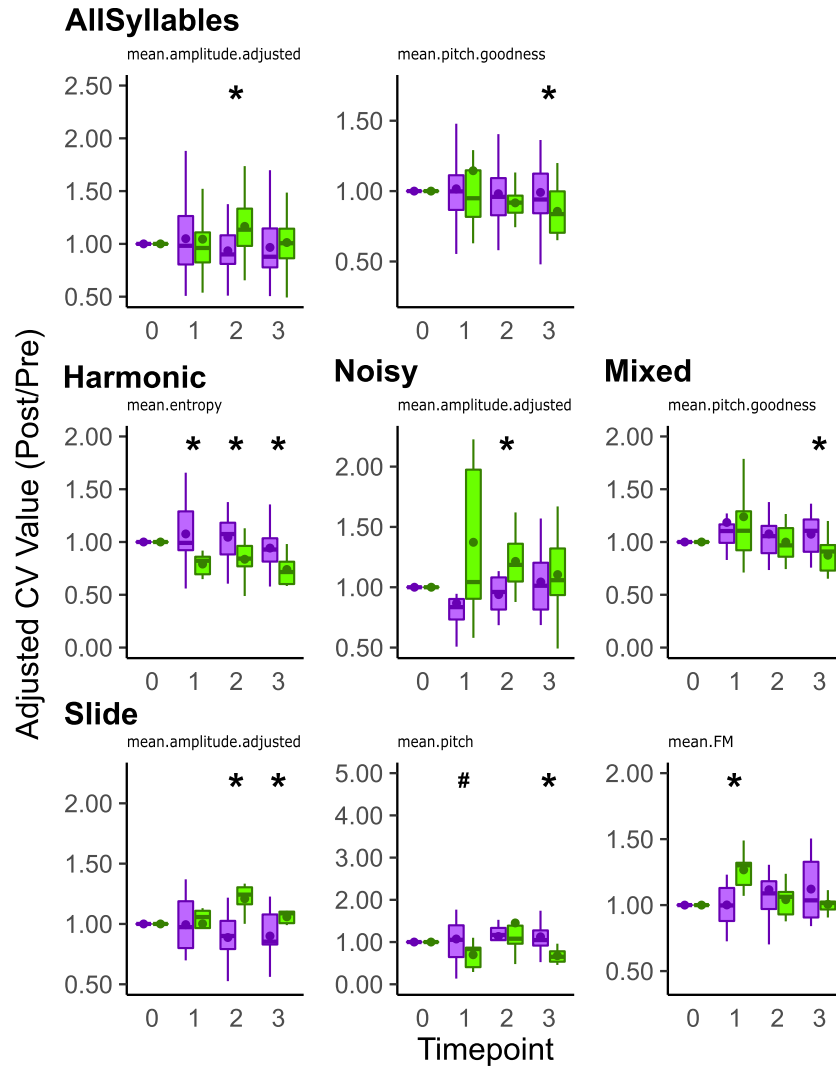 AllSyllables
mean.amplitude.adjusted mean.pitch.goodness
2.50
2.00
1.50
1.00
0.50
*
0 1 2 3
1.50
1.00
0.50
*
0 1 2 3
Adjusted CV Value (Post/Pre)
Harmonic Noisy Mixed
mean.entropy mean.amplitude.adjusted mean.pitch.goodness
2.00
1.50
1.00
0.50
0.00
* * *
0 1 2 3
2.00
1.50
1.00
0.50
*
0 1 2 3
2.00
1.50
1.00
0.50
0.00
*
0 1 2 3
Slide
mean.amplitude.adjusted mean.pitch mean.FM
2.00
1.50
1.00
0.50
* *
0 1 2 3
5.00
4.00
3.00
2.00
1.00
0.00
# *
0 1 2 3
2.00
1.50
1.00
0.50
*
0 1 2 3
Timepoint